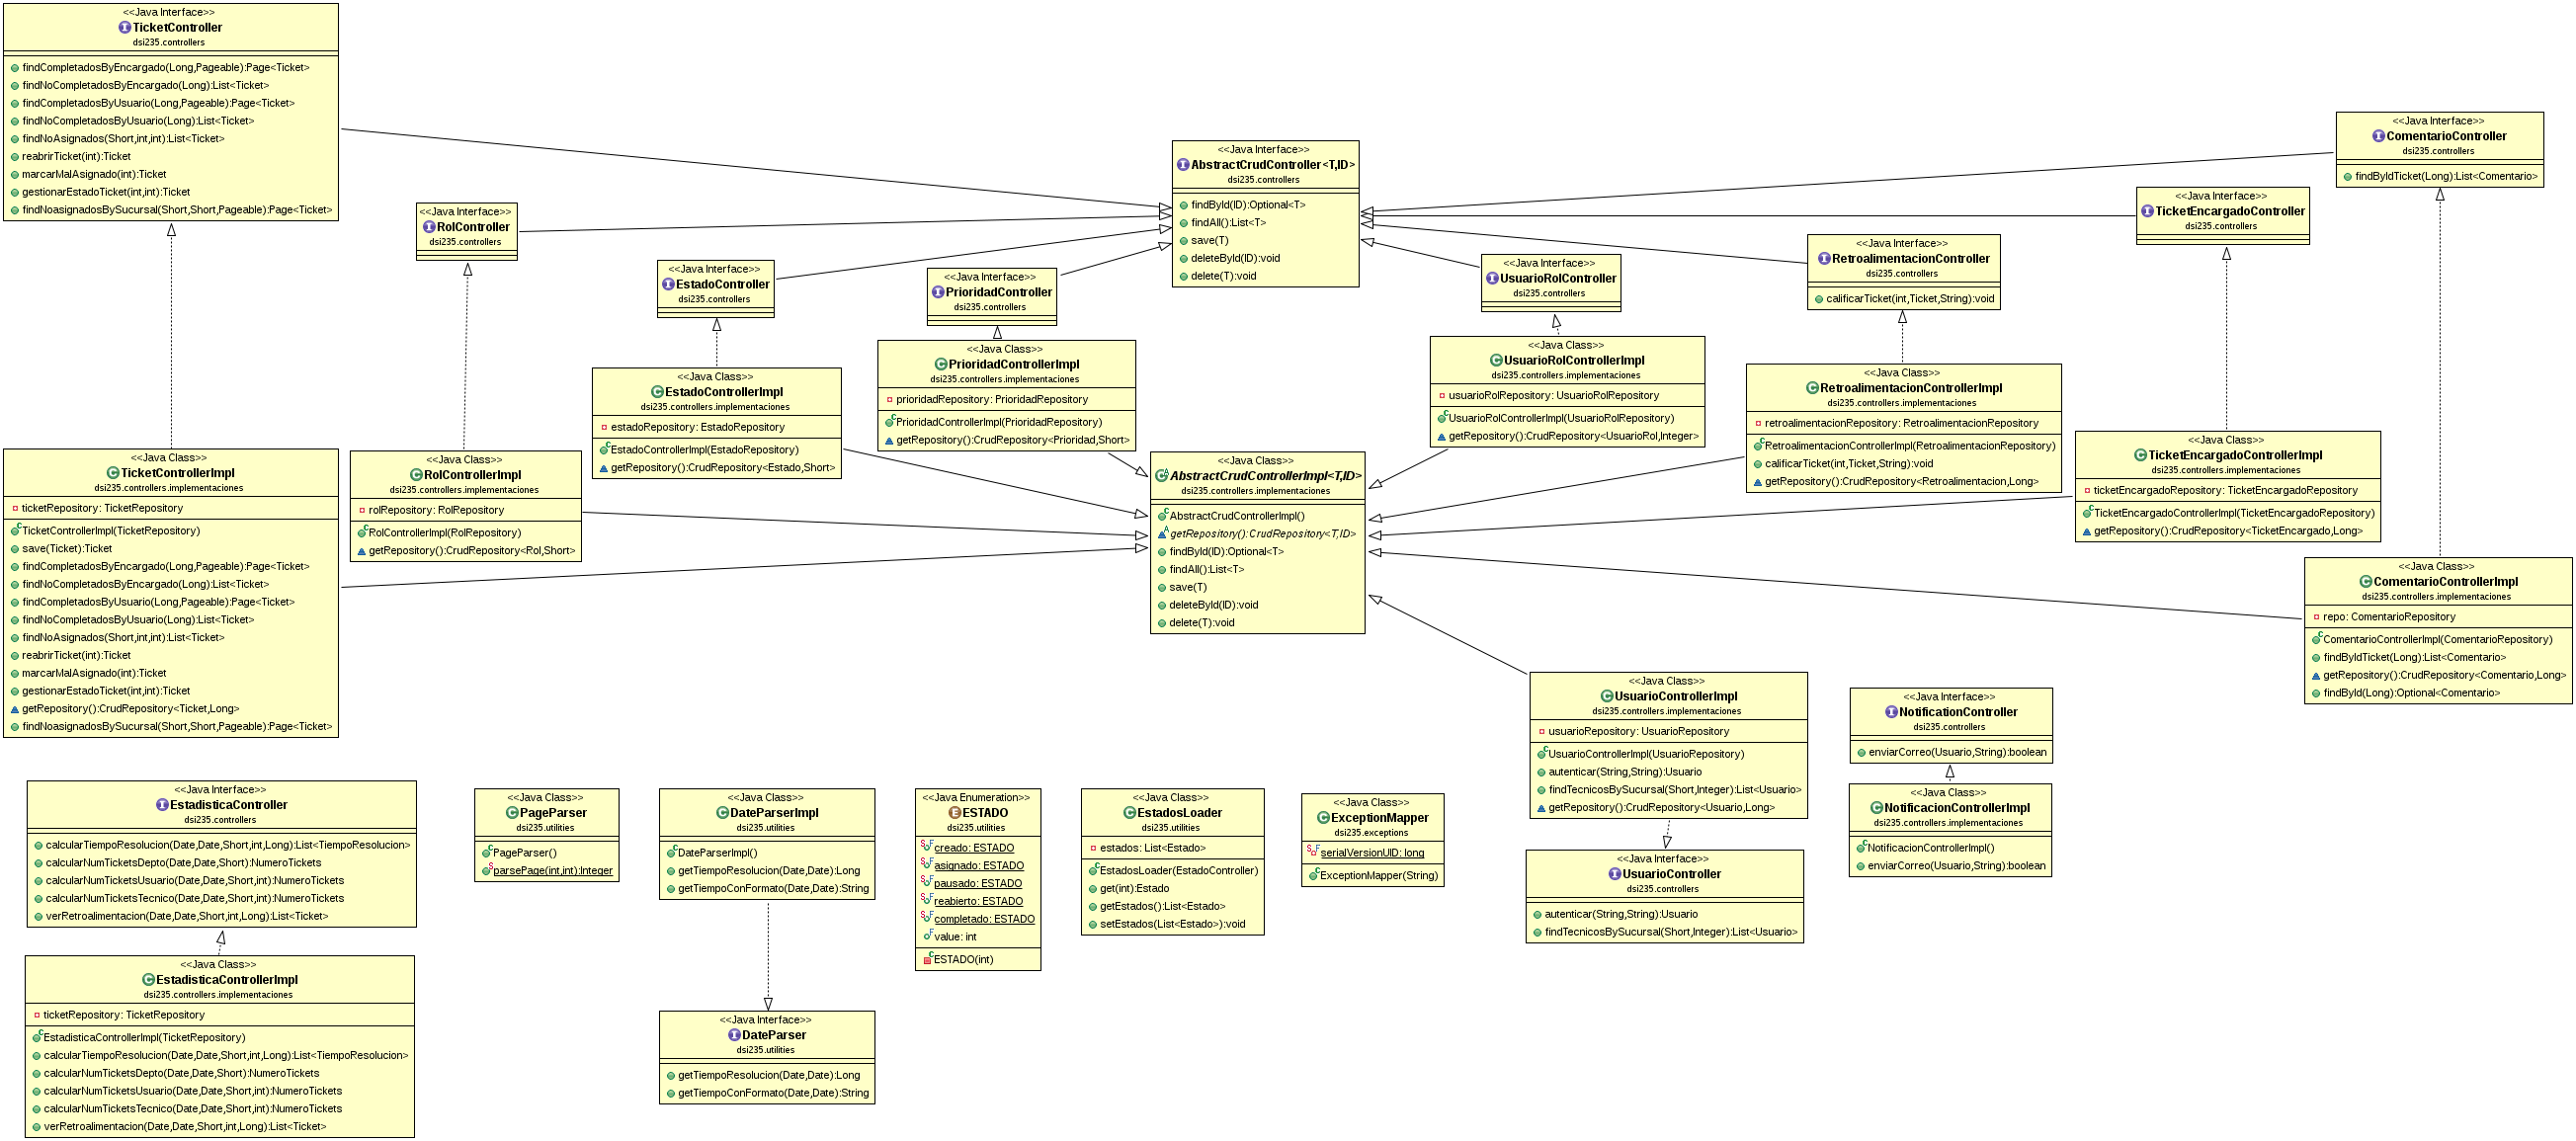 <<Java Interface>>
TicketController
dsi235.controllers
findCompletadosByEncargado(Long,Pageable):Page<Ticket>
findNoCompletadosByEncargado(Long):List<Ticket>
findCompletadosByUsuario(Long,Pageable):Page<Ticket>
findNoCompletadosByUsuario(Long):List<Ticket>
findNoAsignados(Short,int,int):List<Ticket>
reabrirTicket(int):Ticket
marcarMalAsignado(int):Ticket
gestionarEstadoTicket(int,int):Ticket
findNoasignadosBySucursal(Short,Short,Pageable):Page<Ticket>
<<Java Interface>>
RolController
dsi235.controllers
<<Java Interface>>
EstadoController
dsi235.controllers
<<Java Interface>>
PrioridadController
dsi235.controllers
<<Java Interface>>
AbstractCrudController<T,ID>
dsi235.controllers
findById(ID):Optional<T>
findAll():List<T>
save(T)
deleteById(ID):void
delete(T):void
<<Java Interface>>
UsuarioRolController
dsi235.controllers
<<Java Interface>>
RetroalimentacionController
dsi235.controllers
calificarTicket(int,Ticket,String):void
<<Java Interface>>
TicketEncargadoController
dsi235.controllers
<<Java Interface>>
ComentarioController
dsi235.controllers
findByIdTicket(Long):List<Comentario>
<<Java Class>>
TicketControllerImpl
dsi235.controllers.implementaciones
ticketRepository: TicketRepository
TicketControllerImpl(TicketRepository)
save(Ticket):Ticket
findCompletadosByEncargado(Long,Pageable):Page<Ticket>
findNoCompletadosByEncargado(Long):List<Ticket>
findCompletadosByUsuario(Long,Pageable):Page<Ticket>
findNoCompletadosByUsuario(Long):List<Ticket>
findNoAsignados(Short,int,int):List<Ticket>
reabrirTicket(int):Ticket
marcarMalAsignado(int):Ticket
gestionarEstadoTicket(int,int):Ticket
getRepository():CrudRepository<Ticket,Long>
findNoasignadosBySucursal(Short,Short,Pageable):Page<Ticket>
<<Java Class>>
RolControllerImpl
dsi235.controllers.implementaciones
rolRepository: RolRepository
RolControllerImpl(RolRepository)
getRepository():CrudRepository<Rol,Short>
<<Java Class>>
EstadoControllerImpl
dsi235.controllers.implementaciones
estadoRepository: EstadoRepository
EstadoControllerImpl(EstadoRepository)
getRepository():CrudRepository<Estado,Short>
<<Java Class>>
PrioridadControllerImpl
dsi235.controllers.implementaciones
prioridadRepository: PrioridadRepository
PrioridadControllerImpl(PrioridadRepository)
getRepository():CrudRepository<Prioridad,Short>
<<Java Class>>
AbstractCrudControllerImpl<T,ID>
dsi235.controllers.implementaciones
AbstractCrudControllerImpl()
getRepository():CrudRepository<T,ID>
findById(ID):Optional<T>
findAll():List<T>
save(T)
deleteById(ID):void
delete(T):void
<<Java Class>>
UsuarioRolControllerImpl
dsi235.controllers.implementaciones
usuarioRolRepository: UsuarioRolRepository
UsuarioRolControllerImpl(UsuarioRolRepository)
getRepository():CrudRepository<UsuarioRol,Integer>
<<Java Class>>
RetroalimentacionControllerImpl
dsi235.controllers.implementaciones
retroalimentacionRepository: RetroalimentacionRepository
RetroalimentacionControllerImpl(RetroalimentacionRepository)
calificarTicket(int,Ticket,String):void
getRepository():CrudRepository<Retroalimentacion,Long>
<<Java Class>>
TicketEncargadoControllerImpl
dsi235.controllers.implementaciones
ticketEncargadoRepository: TicketEncargadoRepository
TicketEncargadoControllerImpl(TicketEncargadoRepository)
getRepository():CrudRepository<TicketEncargado,Long>
<<Java Class>>
ComentarioControllerImpl
dsi235.controllers.implementaciones
repo: ComentarioRepository
ComentarioControllerImpl(ComentarioRepository)
findByIdTicket(Long):List<Comentario>
getRepository():CrudRepository<Comentario,Long>
findById(Long):Optional<Comentario>
<<Java Class>>
UsuarioControllerImpl
dsi235.controllers.implementaciones
usuarioRepository: UsuarioRepository
UsuarioControllerImpl(UsuarioRepository)
autenticar(String,String):Usuario
findTecnicosBySucursal(Short,Integer):List<Usuario>
getRepository():CrudRepository<Usuario,Long>
<<Java Interface>>
NotificationController
dsi235.controllers
enviarCorreo(Usuario,String):boolean
<<Java Interface>>
EstadisticaController
dsi235.controllers
calcularTiempoResolucion(Date,Date,Short,int,Long):List<TiempoResolucion>
calcularNumTicketsDepto(Date,Date,Short):NumeroTickets
calcularNumTicketsUsuario(Date,Date,Short,int):NumeroTickets
calcularNumTicketsTecnico(Date,Date,Short,int):NumeroTickets
verRetroalimentacion(Date,Date,Short,int,Long):List<Ticket>
<<Java Class>>
PageParser
dsi235.utilities
PageParser()
parsePage(int,int):Integer
<<Java Class>>
DateParserImpl
dsi235.utilities
DateParserImpl()
getTiempoResolucion(Date,Date):Long
getTiempoConFormato(Date,Date):String
<<Java Enumeration>>
ESTADO
dsi235.utilities
creado: ESTADO
asignado: ESTADO
pausado: ESTADO
reabierto: ESTADO
completado: ESTADO
value: int
ESTADO(int)
<<Java Class>>
EstadosLoader
dsi235.utilities
estados: List<Estado>
EstadosLoader(EstadoController)
get(int):Estado
getEstados():List<Estado>
setEstados(List<Estado>):void
<<Java Class>>
ExceptionMapper
dsi235.exceptions
serialVersionUID: long
ExceptionMapper(String)
<<Java Interface>>
UsuarioController
dsi235.controllers
autenticar(String,String):Usuario
findTecnicosBySucursal(Short,Integer):List<Usuario>
<<Java Class>>
NotificacionControllerImpl
dsi235.controllers.implementaciones
NotificacionControllerImpl()
enviarCorreo(Usuario,String):boolean
<<Java Class>>
EstadisticaControllerImpl
dsi235.controllers.implementaciones
ticketRepository: TicketRepository
EstadisticaControllerImpl(TicketRepository)
calcularTiempoResolucion(Date,Date,Short,int,Long):List<TiempoResolucion>
calcularNumTicketsDepto(Date,Date,Short):NumeroTickets
calcularNumTicketsUsuario(Date,Date,Short,int):NumeroTickets
calcularNumTicketsTecnico(Date,Date,Short,int):NumeroTickets
verRetroalimentacion(Date,Date,Short,int,Long):List<Ticket>
<<Java Interface>>
DateParser
dsi235.utilities
getTiempoResolucion(Date,Date):Long
getTiempoConFormato(Date,Date):String